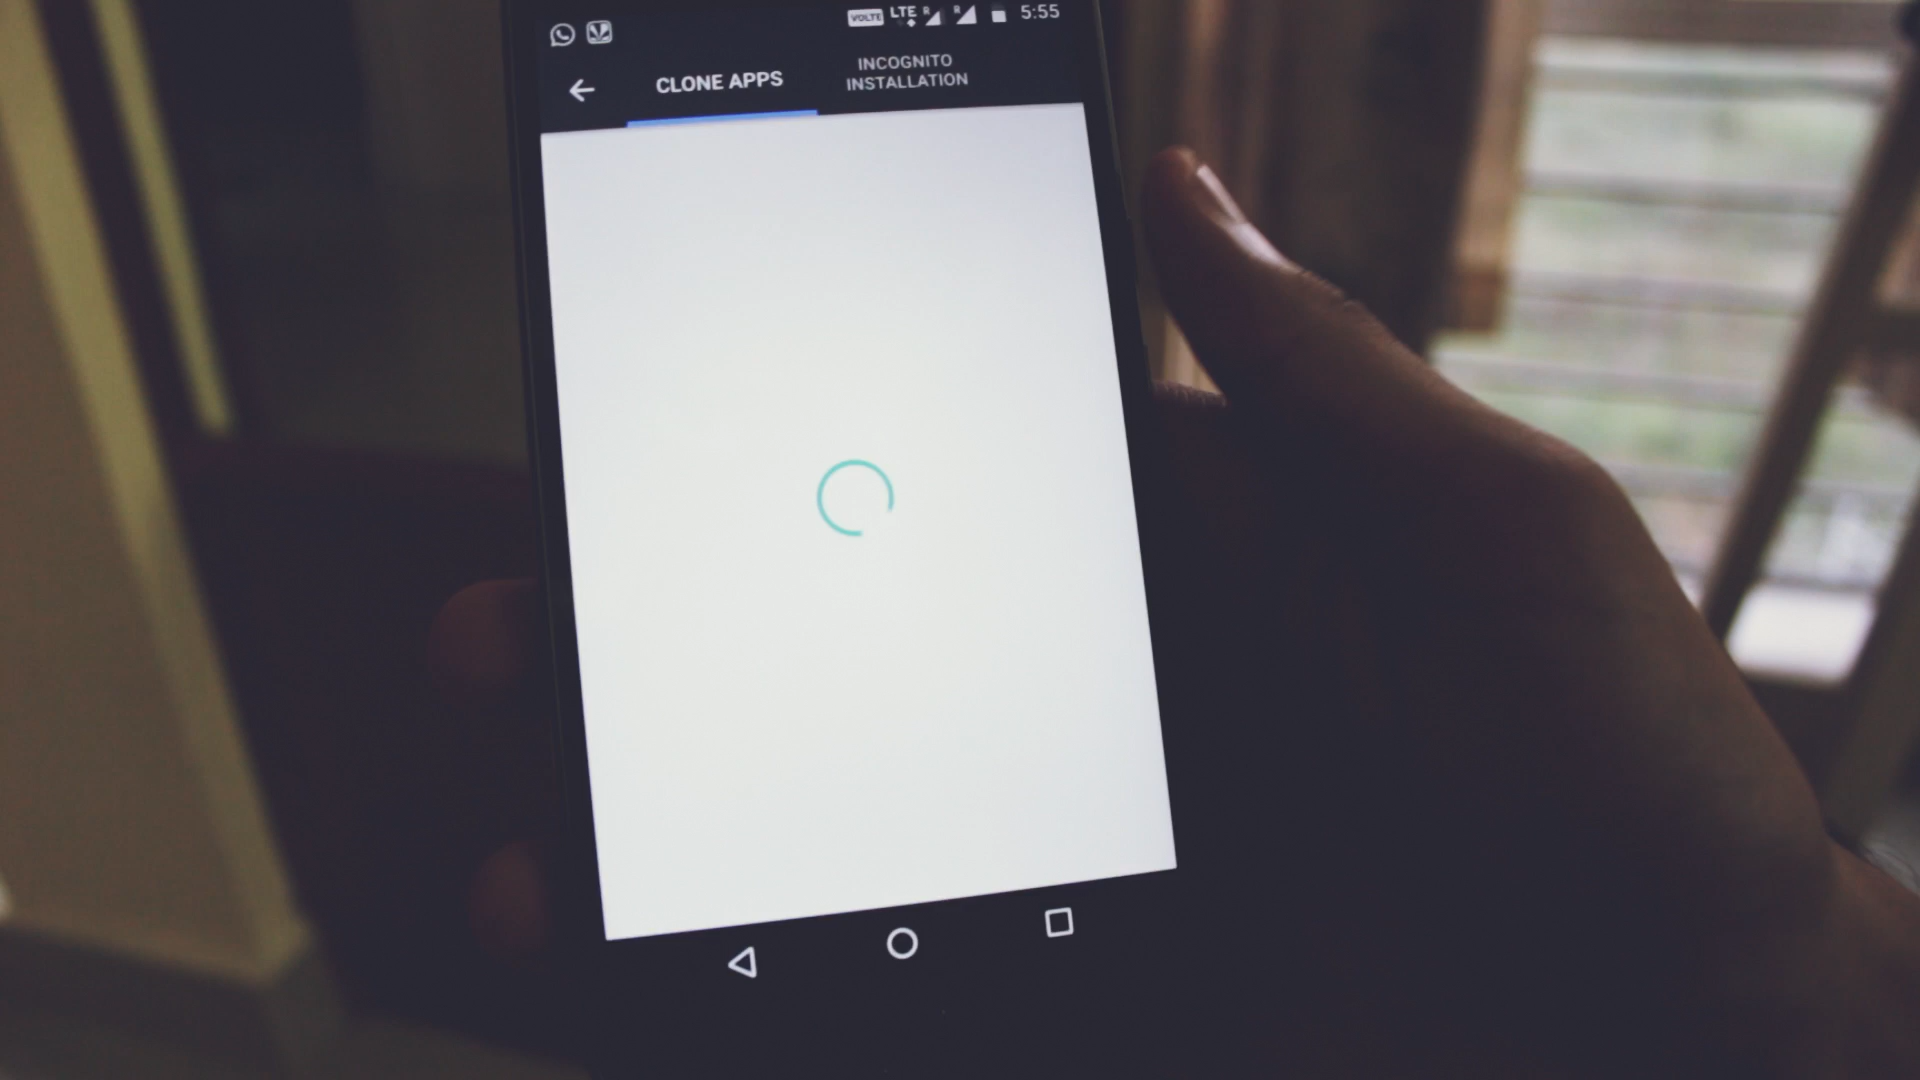 VOLTE LTE R R 5:55
CLONE APPS
INCOGNITO
INSTALLATION